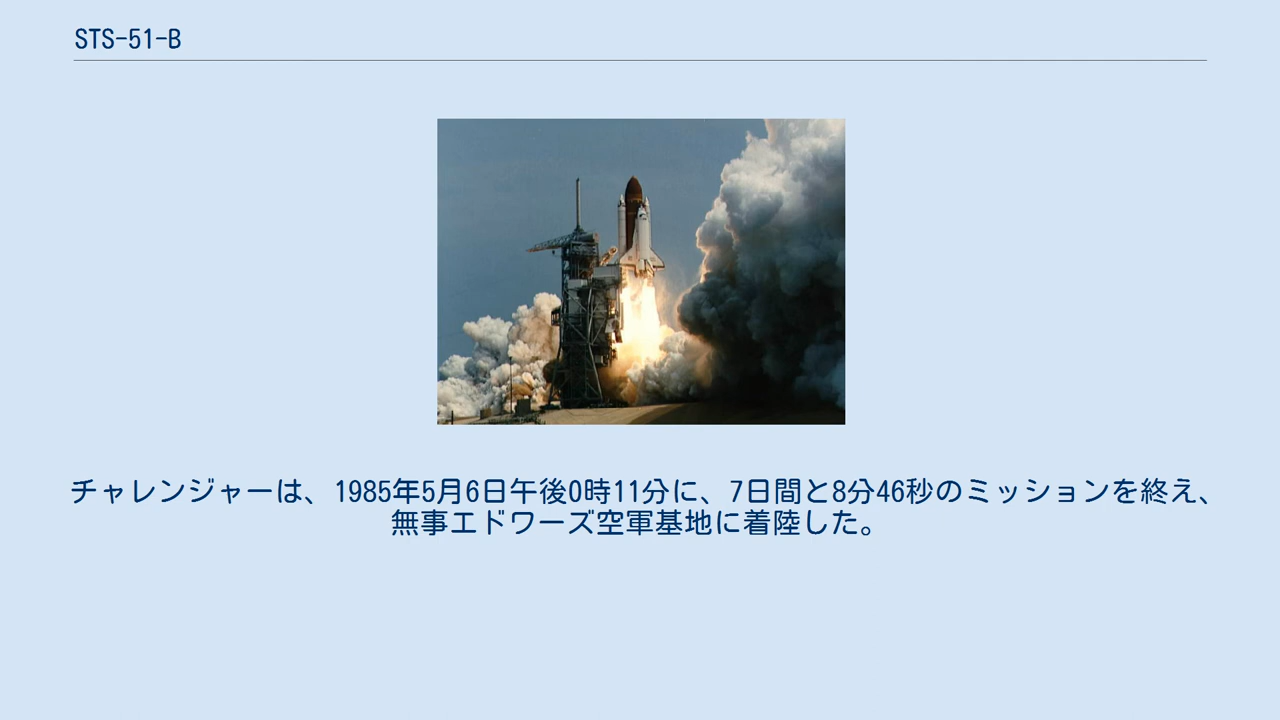 STS-51-B
チャレンジャーは、1985年5月6日午後0時11分に、7日間と8分46秒のミッションを終え、
無事エドワーズ空軍基地に着陸した。